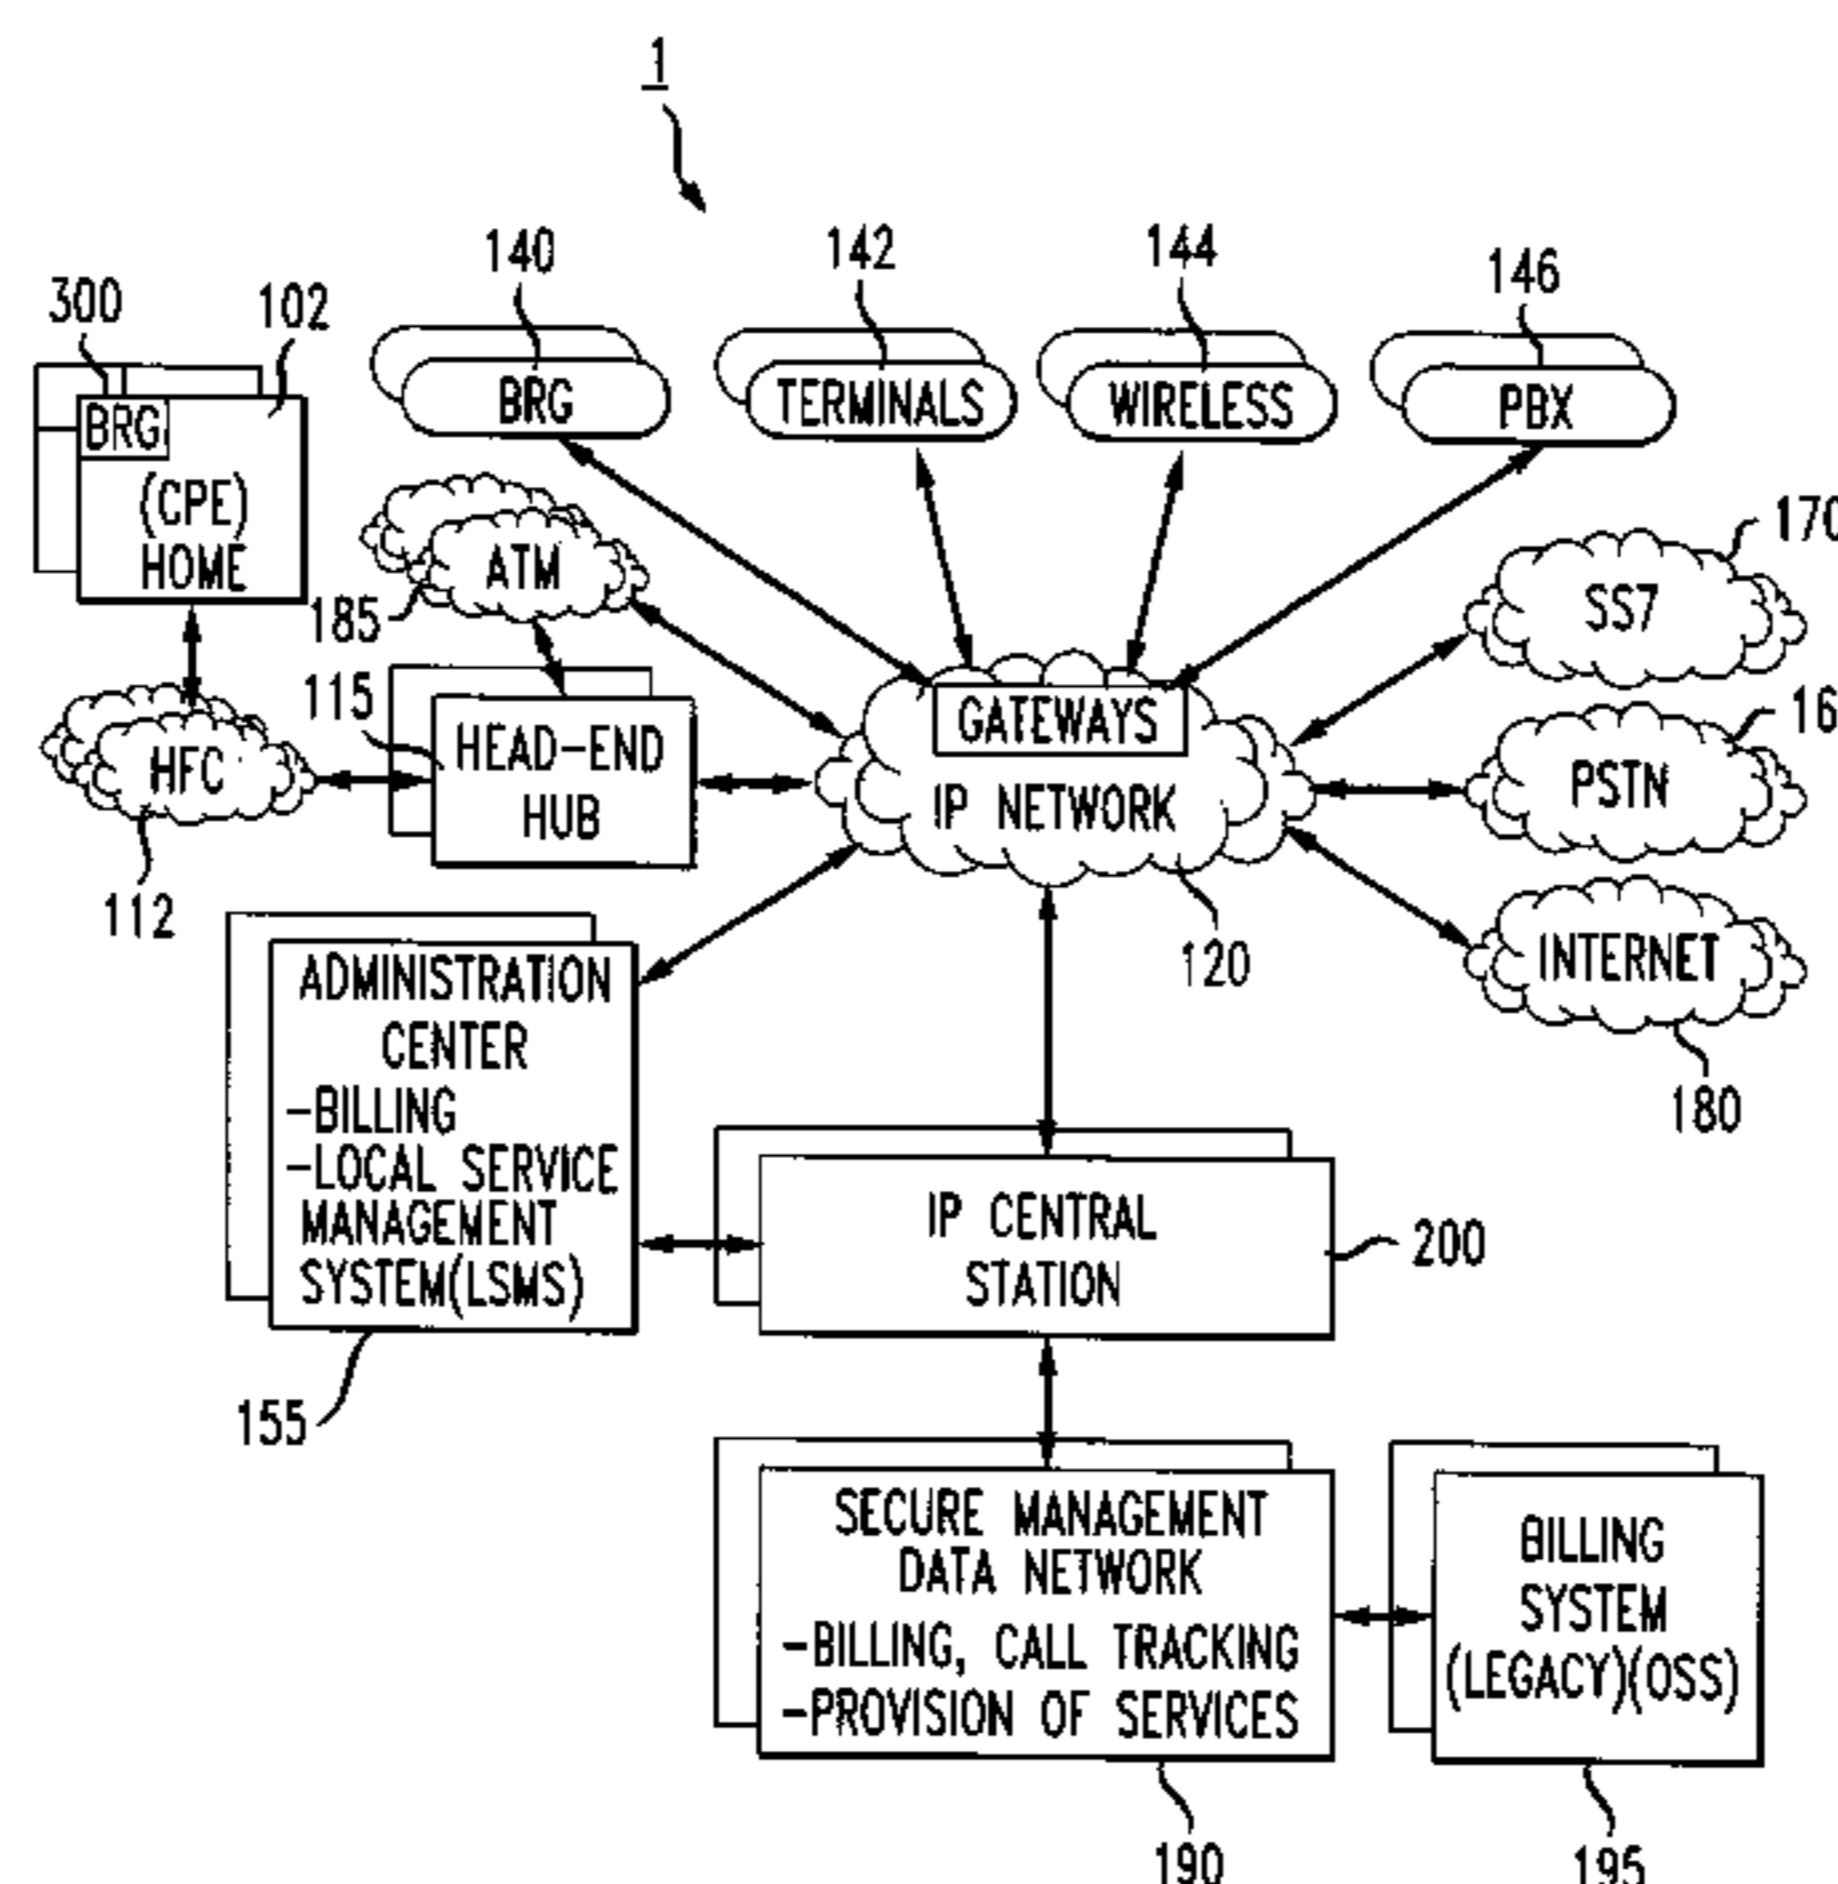 1
140
142
144
146
300
102
BRG
BRG
TERMINALS
WIRELESS
PBX
(CPE)
HOME
170
ATM
185
SS7
115
GATEWAYS
16
HEAD-END
HUB
HFC
IP NETWORK
PSTN
112
120
INTERNET
180
ADMINISTRATION
CENTER
-BILLING
-LOCAL SERVICE
MANAGEMENT
SYSTEM(LSMS)
155
IP CENTRAL
STATION
200
SECURE MANAGEMENT
DATA NETWORK
-BILLING, CALL TRACKING
-PROVISION OF SERVICES
190
BILLING
SYSTEM
(LEGACY)(OSS)
195